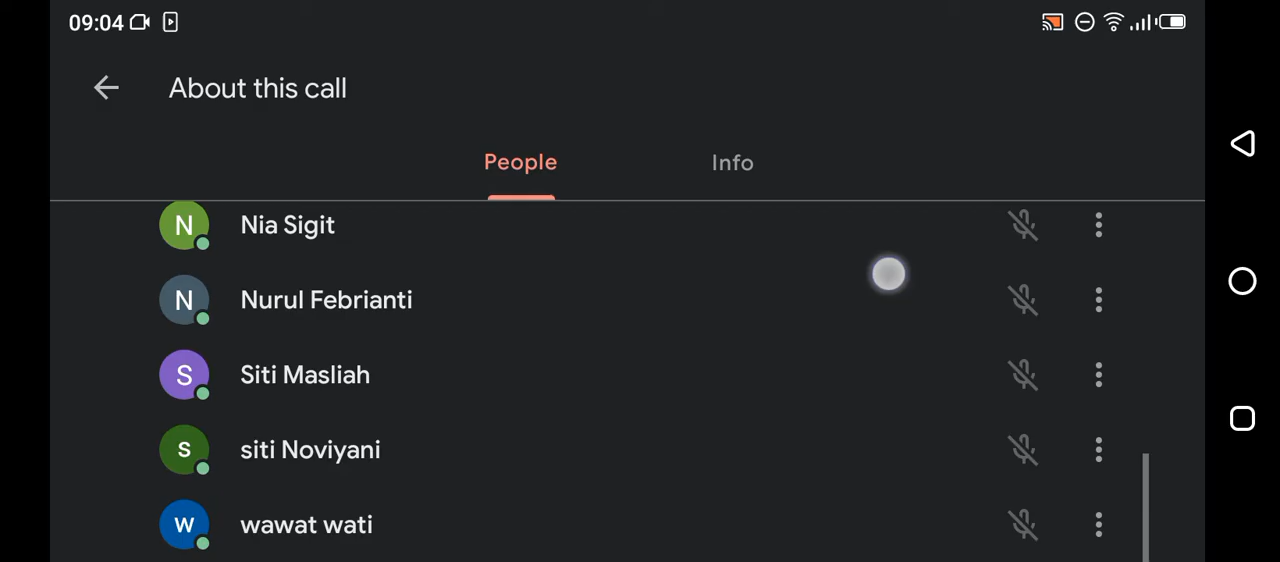 09:04
About this call
People Info
N Nia Sigit
N Nurul Febrianti
S Siti Masliah
s siti Noviyani
w wawat wati